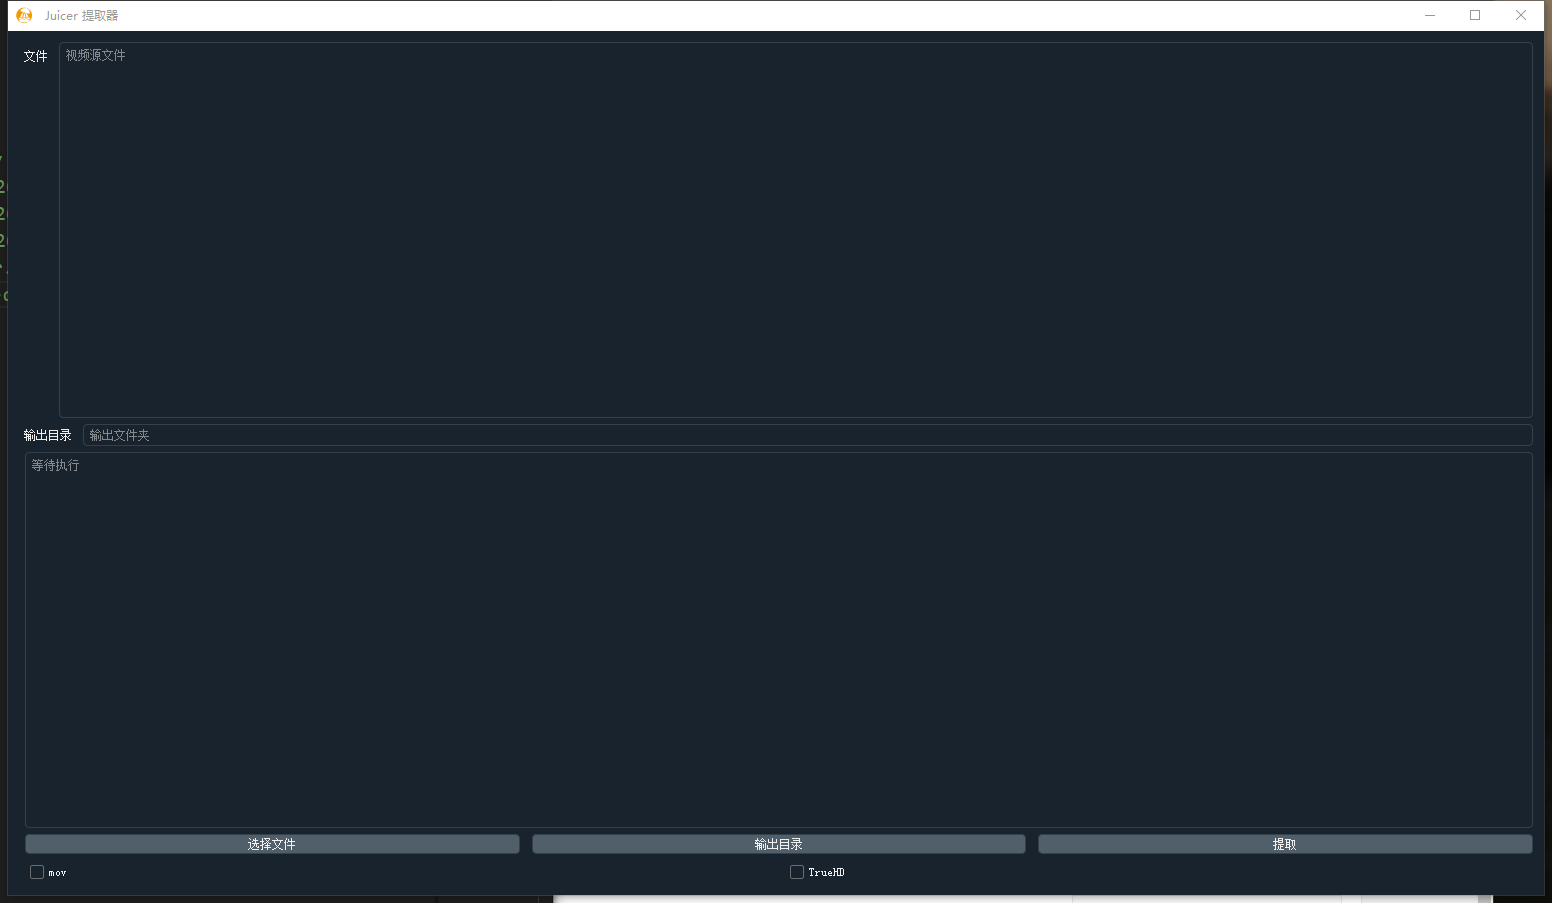 Juicer 提取器
文件
视频源文件
输出目录
输出文件夹
等待执行
选择文件
输出目录
提取
mov
TrueHD